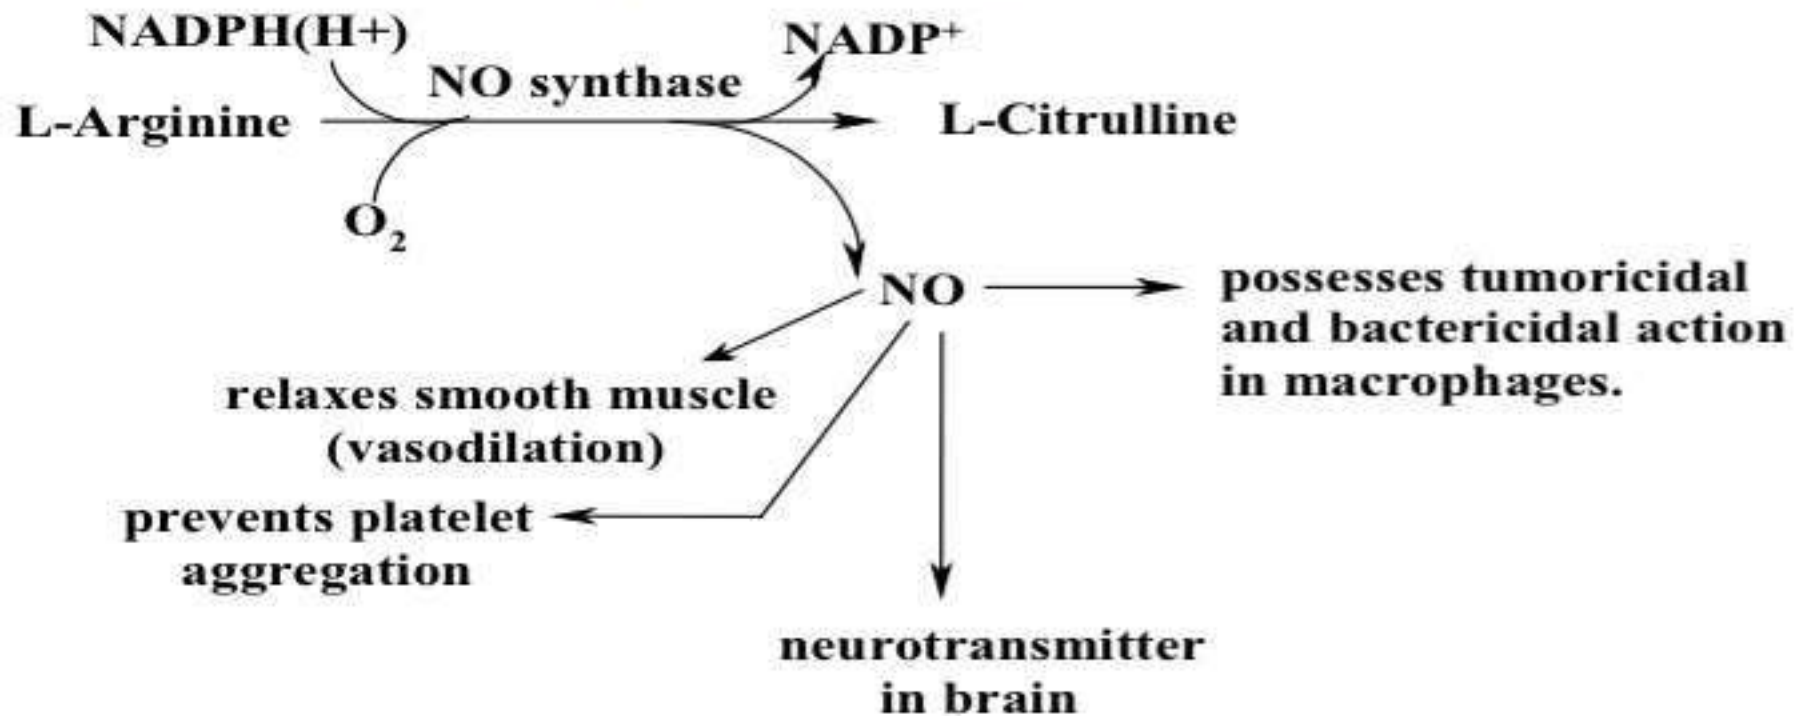 NADPH(H+)
NADP⁺
NO synthase
L-Arginine
L-Citrulline
O₂
NO
possesses tumoricidal
and bactericidal action
in macrophages.
relaxes smooth muscle
(vasodilation)
prevents platelet
aggregation
neurotransmitter
in brain